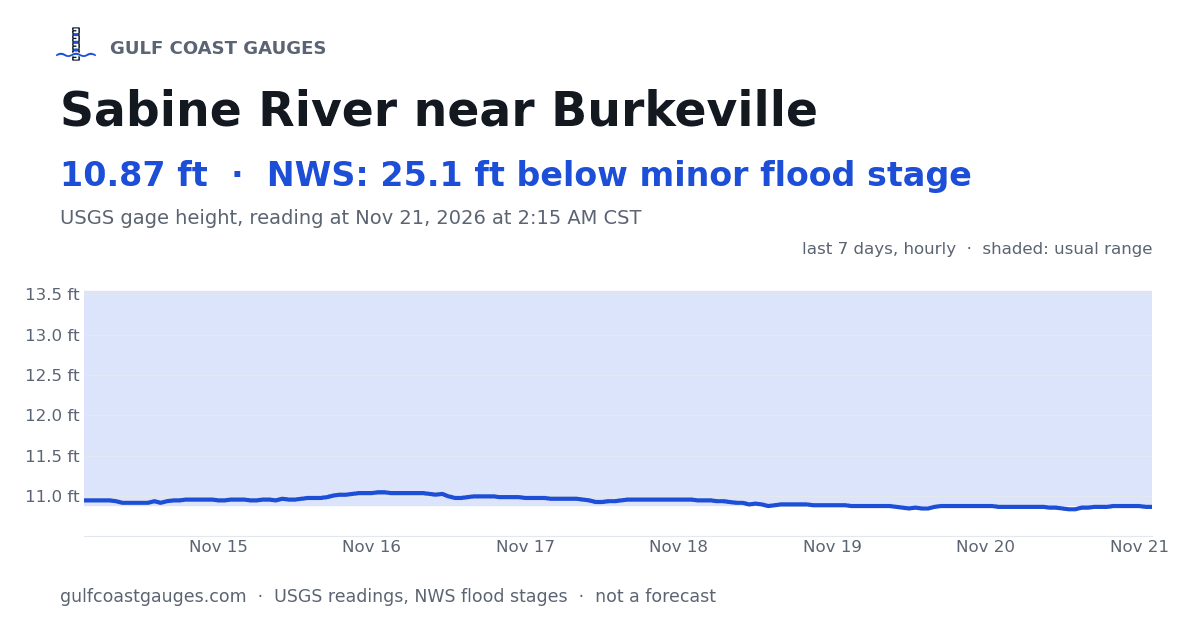 GULF COAST GAUGES
Sabine River near Burkeville
10.87 ft · NWS: 25.1 ft below minor flood stage
USGS gage height, reading at Nov 21, 2026 at 2:15 AM CST
last 7 days, hourly · shaded: usual range
13.5 ft
13.0 ft
12.5 ft
12.0 ft
11.5 ft
11.0 ft
Nov 15 Nov 16 Nov 17 Nov 18 Nov 19 Nov 20 Nov 21
gulfcoastgauges.com · USGS readings, NWS flood stages · not a forecast